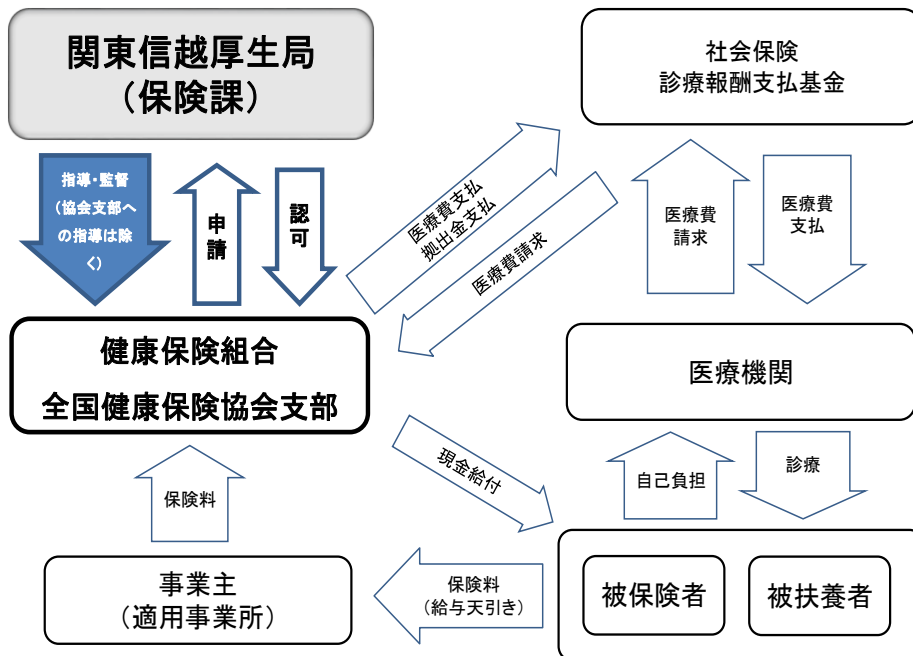 関東信越厚生局
（保険課）
社会保険
診療報酬支払基金
指導・監督
（協会支部へ
の指導は除
く）
申請
認可
医療費支払
拠出金支払
医療費請求
医療費
請求
医療費
支払
健康保険組合
全国健康保険協会支部
医療機関
保険料
現金給付
自己負担
診療
事業主
（適用事業所）
保険料
（給与天引き）
被保険者
被扶養者